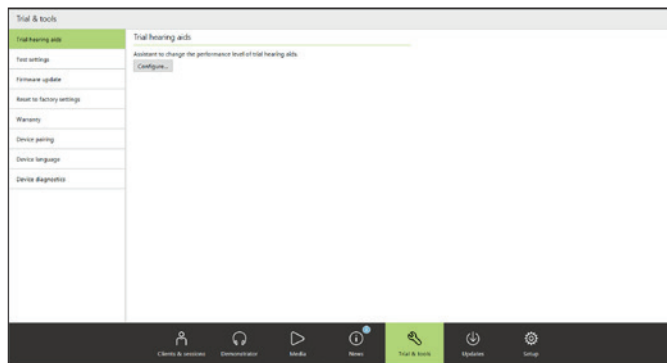 Trial & tools
Trial hearing aids
Test settings
Firmware update
Reset to factory settings
Warranty
Device pairing
Device language
Device diagnostics
Trial hearing aids
Assistant to change the performance level of trial hearing aids.
Configure...
Clients & sessions
Demonstrator
Media
News
Trial & tools
Updates
Setup